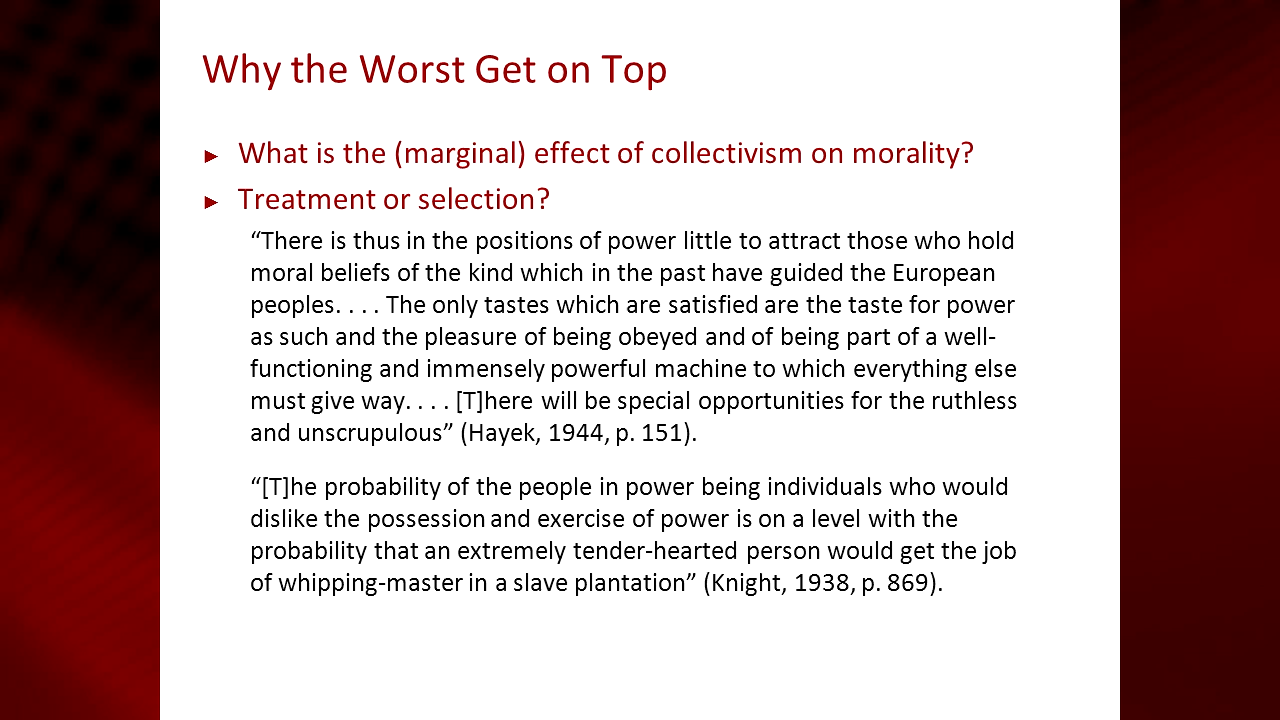 Why the Worst Get on Top
► What is the (marginal) effect of collectivism on morality?
► Treatment or selection?
“There is thus in the positions of power little to attract those who hold
moral beliefs of the kind which in the past have guided the European
peoples. . . . The only tastes which are satisfied are the taste for power
as such and the pleasure of being obeyed and of being part of a well-
functioning and immensely powerful machine to which everything else
must give way. . . . [T]here will be special opportunities for the ruthless
and unscrupulous” (Hayek, 1944, p. 151).
“[T]he probability of the people in power being individuals who would
dislike the possession and exercise of power is on a level with the
probability that an extremely tender-hearted person would get the job
of whipping-master in a slave plantation” (Knight, 1938, p. 869).